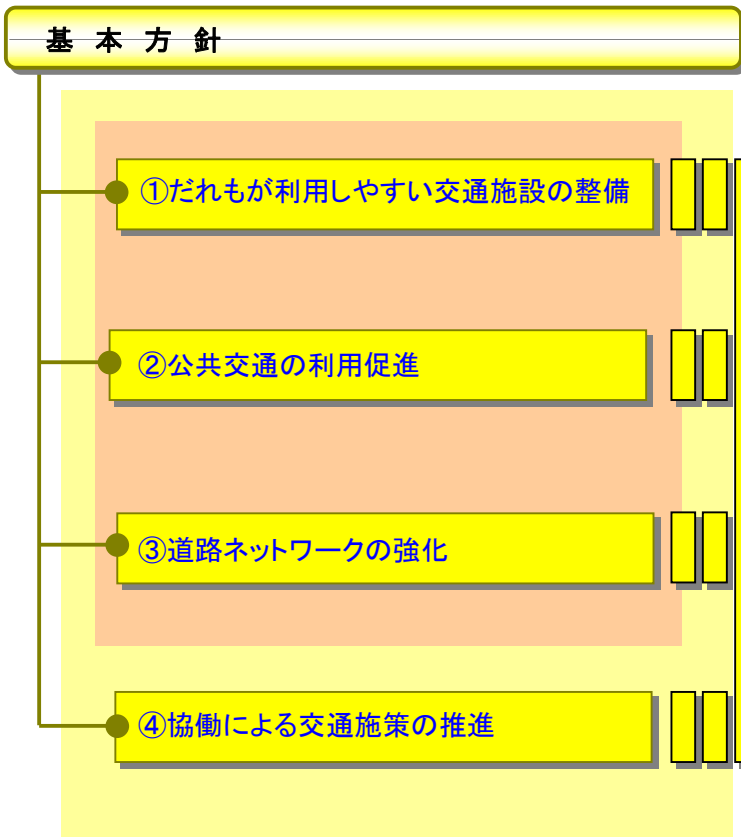 基 本 方 針
①だれもが利用しやすい交通施設の整備
②公共交通の利用促進
③道路ネットワークの強化
④協働による交通施策の推進